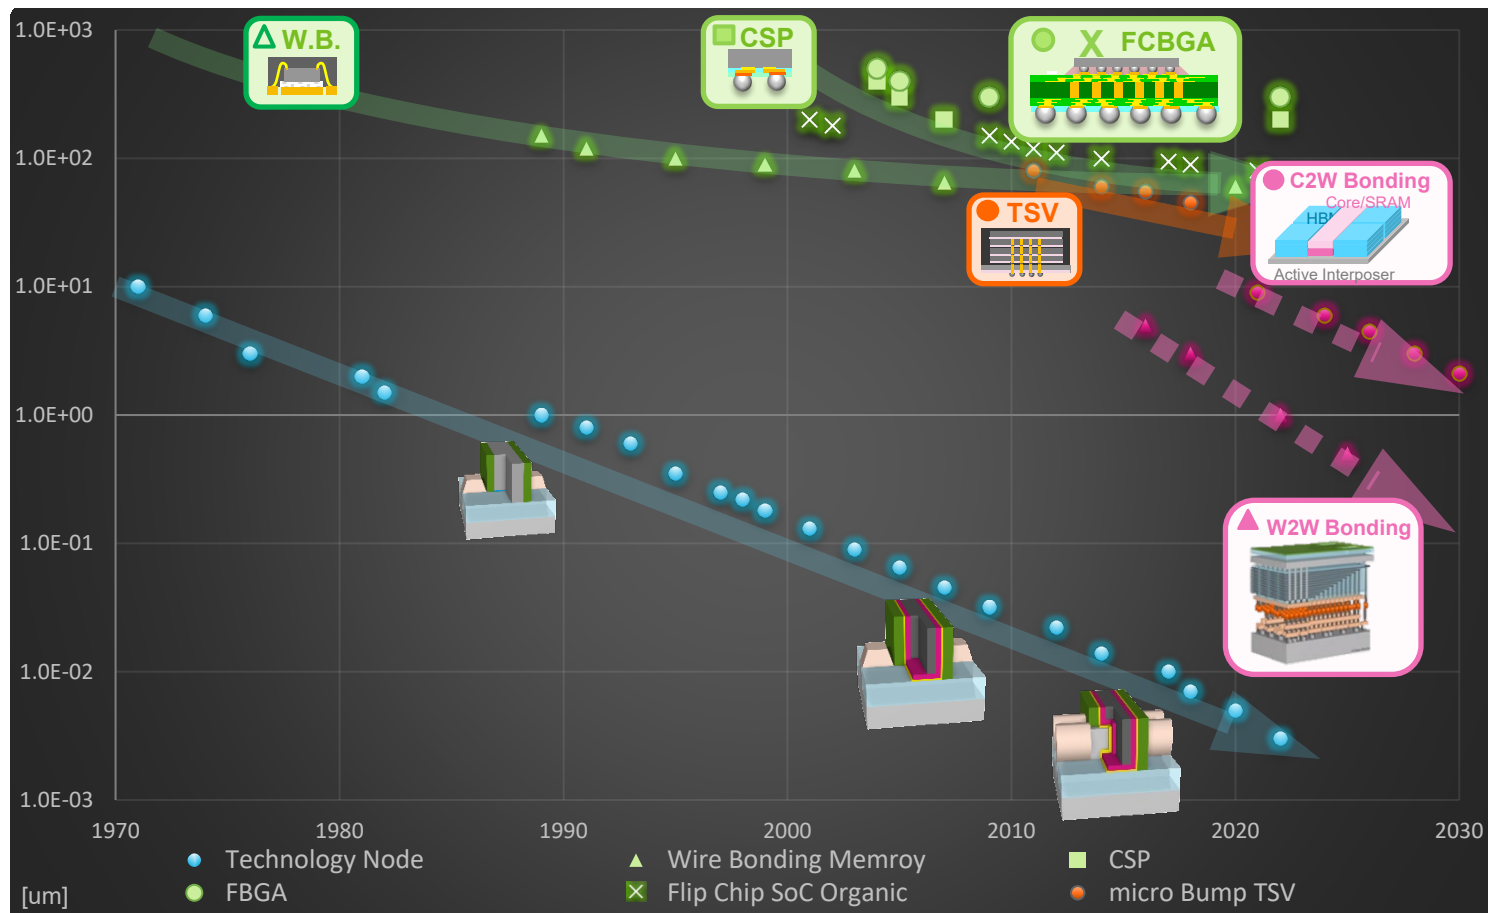 1.0E+03
1.0E+02
1.0E+01
1.0E+00
1.0E-01
1.0E-02
1.0E-03
W.B.
CSP
FCBGA
TSV
C2W Bonding
Core/SRAM
HBM
Active Interposer
W2W Bonding
1970 1980 1990 2000 2010 2020 2030
Technology Node Wire Bonding Memroy CSP
FBGA Flip Chip SoC Organic micro Bump TSV
[um]